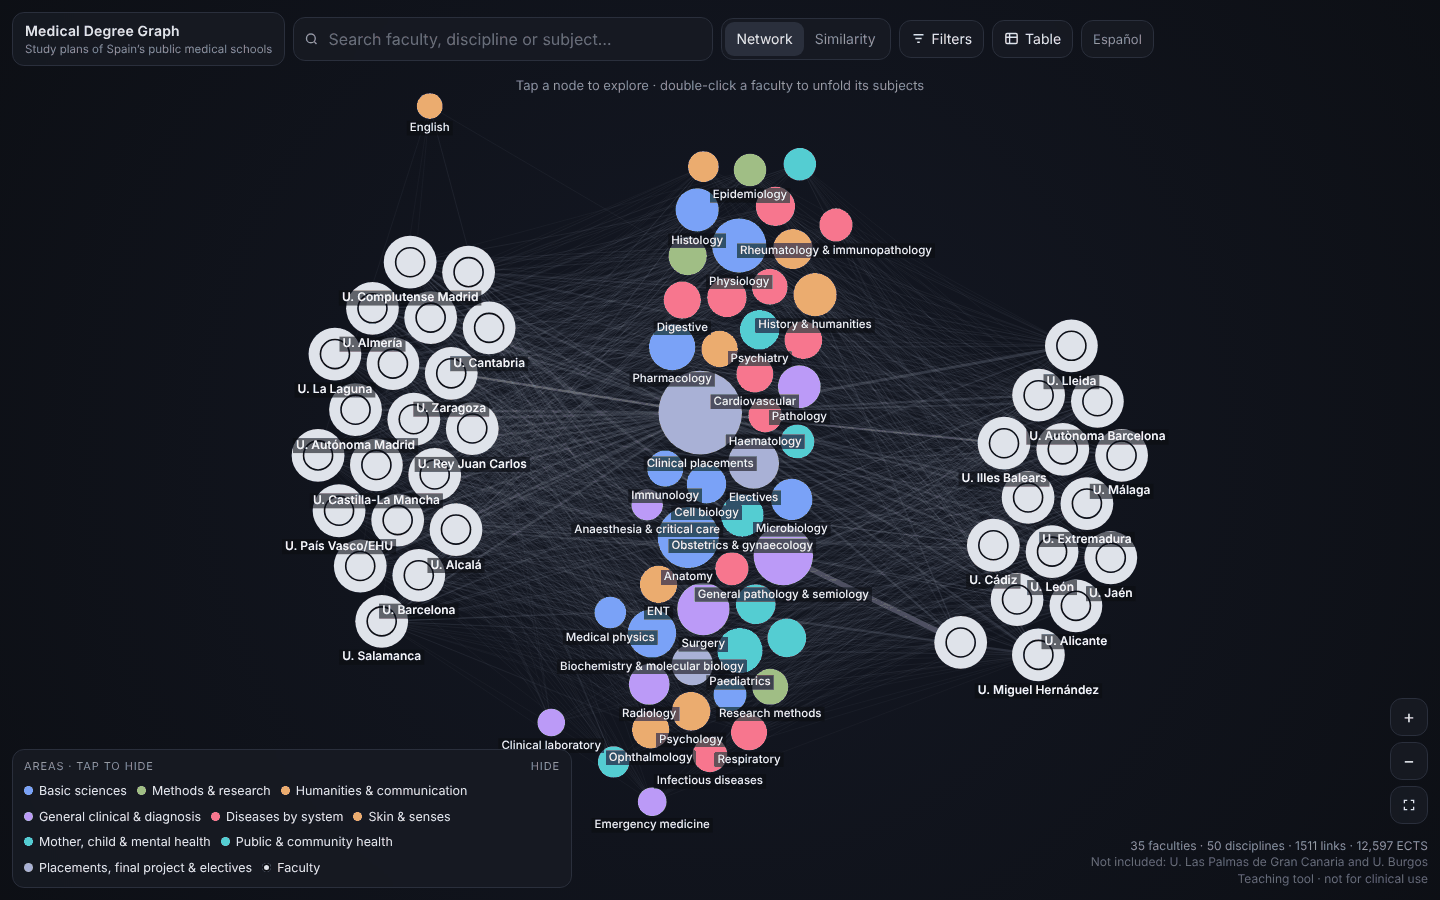 Medical Degree Graph
Study plans of Spain's public medical schools
Search faculty, discipline or subject...
Network
Similarity
Filters
Table
Español
Tap a node to explore · double-click a faculty to unfold its subjects
English
Epidemiology
Histology
Rheumatology & immunopathology
Physiology
Digestive
History & humanities
Psychiatry
Pharmacology
Cardiovascular
Pathology
Haematology
Clinical placements
Immunology
Electives
Cell biology
Anaesthesia & critical care
Microbiology
Obstetrics & gynaecology
Anatomy
General pathology & semiology
ENT
Medical physics
Surgery
Biochemistry & molecular biology
Paediatrics
Radiology
Research methods
Psychology
Clinical laboratory
Ophthalmology
Respiratory
Infectious diseases
Emergency medicine
U. Complutense Madrid
U. Almería
U. Cantabria
U. La Laguna
U. Zaragoza
U. Autónoma Madrid
U. Rey Juan Carlos
U. Castilla-La Mancha
U. País Vasco/EHU
U. Alcalá
U. Barcelona
U. Salamanca
U. Lleida
U. Autònoma Barcelona
U. Illes Balears
U. Málaga
U. Extremadura
U. Cádiz
U. León
U. Jaén
U. Alicante
U. Miguel Hernández
AREAS · TAP TO HIDE
HIDE
Basic sciences
Methods & research
Humanities & communication
General clinical & diagnosis
Diseases by system
Skin & senses
Mother, child & mental health
Public & community health
Placements, final project & electives
Faculty
+
−
35 faculties · 50 disciplines · 1511 links · 12,597 ECTS
Not included: U. Las Palmas de Gran Canaria and U. Burgos
Teaching tool · not for clinical use